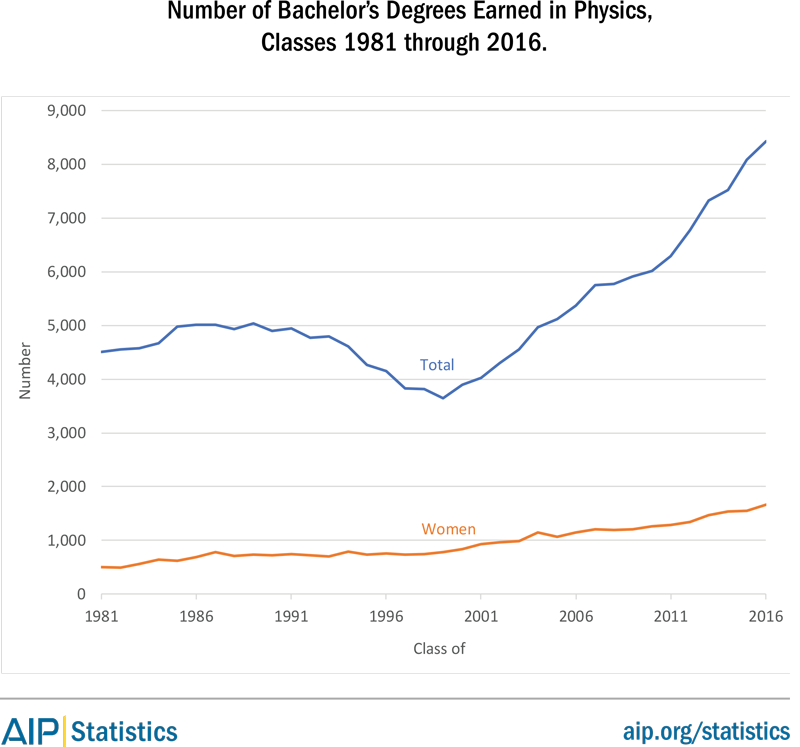 Number of Bachelor’s Degrees Earned in Physics,
Classes 1981 through 2016.
9,000
8,000
7,000
6,000
5,000
4,000
3,000
2,000
1,000
0
Number
Total
Women
1981 1986 1991 1996 2001 2006 2011 2016
Class of
AIP Statistics
aip.org/statistics